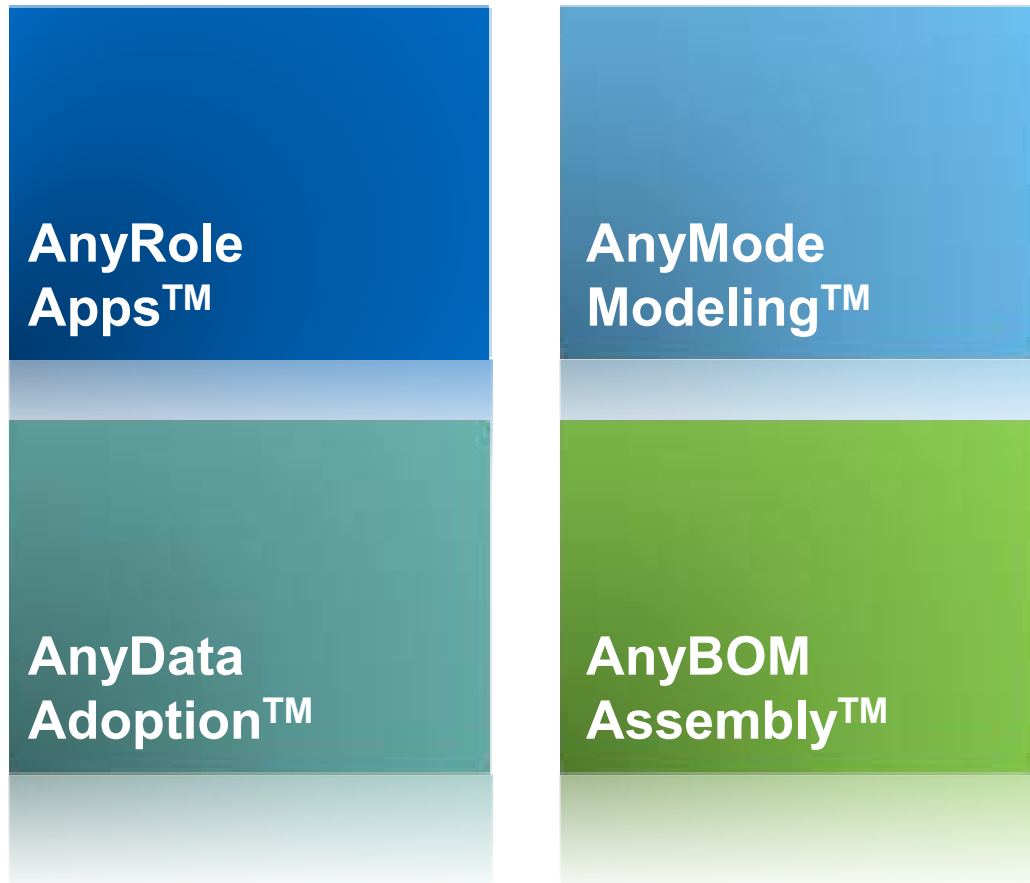 AnyRole
Apps™
AnyMode
Modeling™
AnyData
Adoption™
AnyBOM
Assembly™